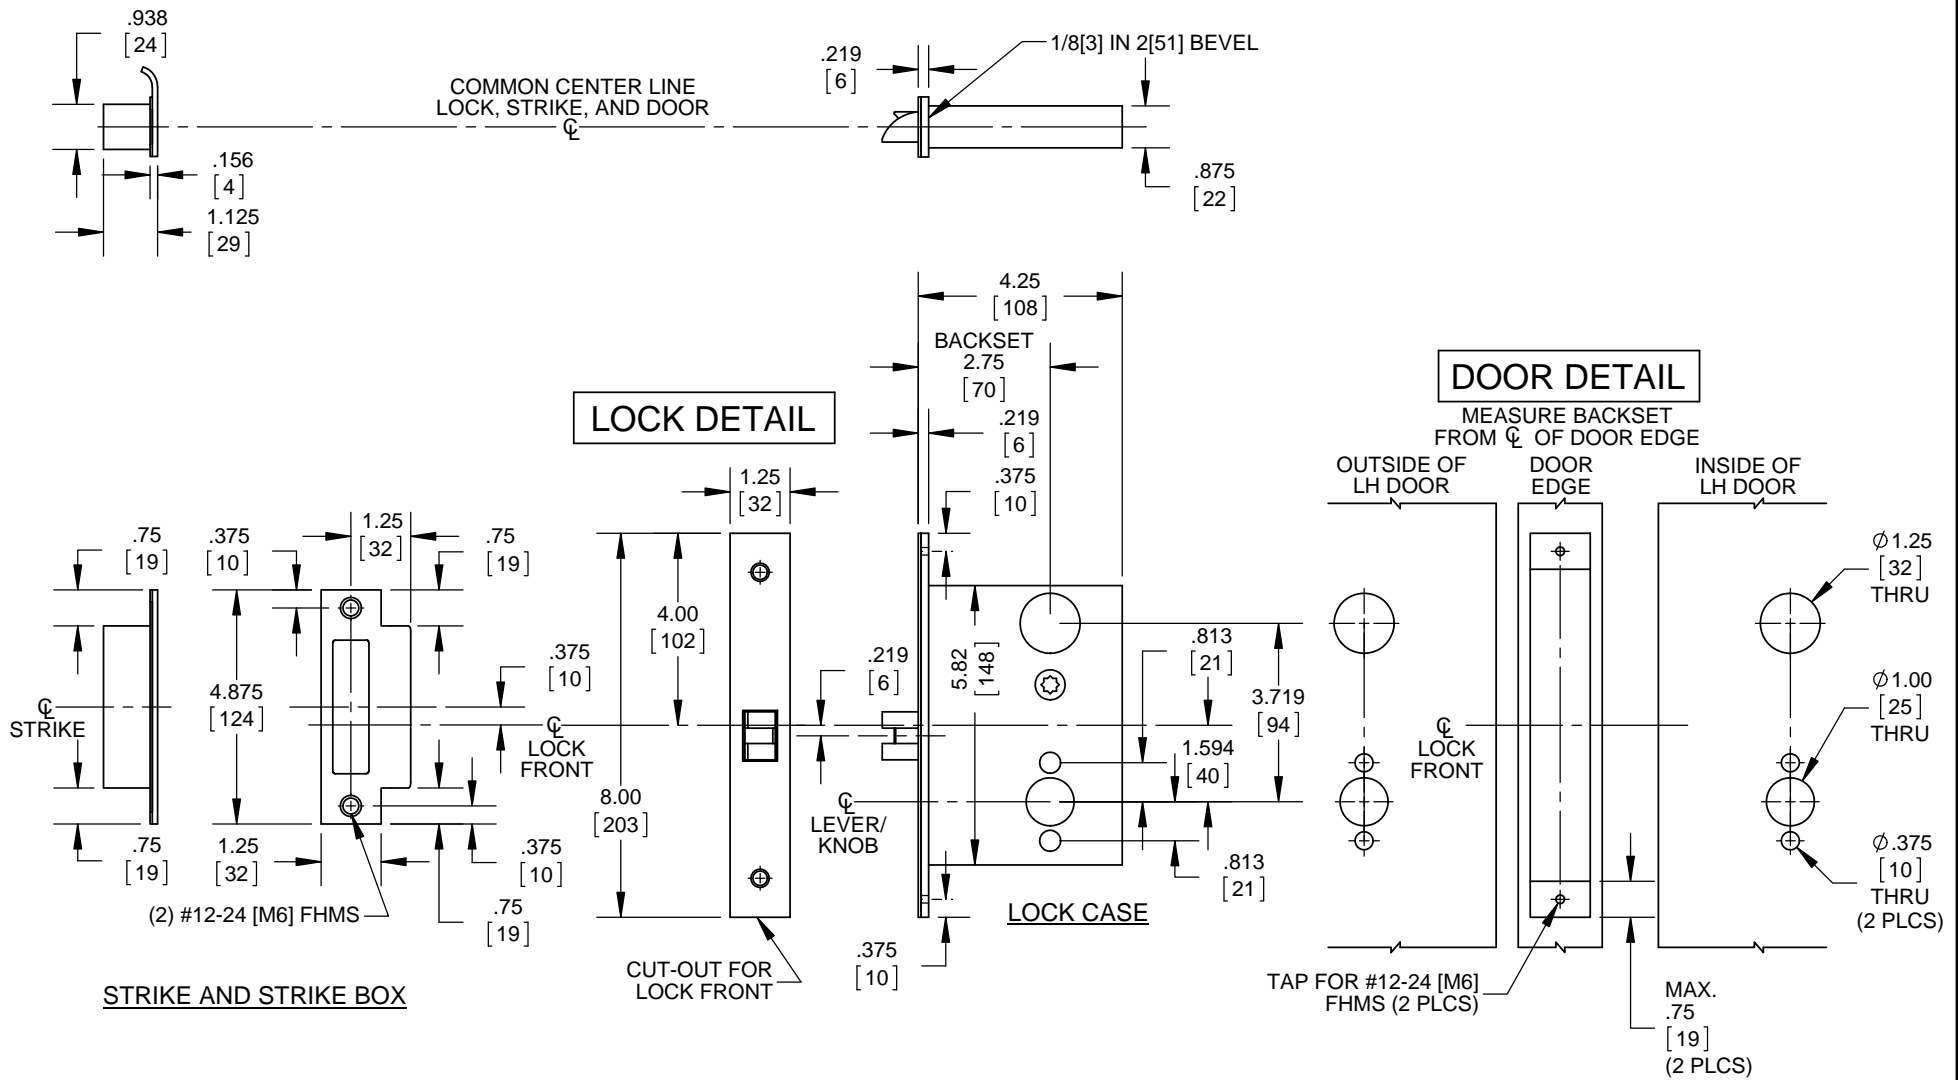 .938
[24]
COMMON CENTER LINE
LOCK, STRIKE, AND DOOR
℄
.156
[4]
1.125
[29]
.219
[6]
1/8[3] IN 2[51] BEVEL
.875
[22]
LOCK DETAIL
4.25
[108]
BACKSET
2.75
[70]
.219
[6]
.375
[10]
DOOR DETAIL
MEASURE BACKSET
FROM ℄ OF DOOR EDGE
OUTSIDE OF
LH DOOR
DOOR
EDGE
INSIDE OF
LH DOOR
.75
[19]
.375
[10]
1.25
[32]
.75
[19]
℄
STRIKE
4.875
[124]
.375
[10]
℄
LOCK
FRONT
.75
[19]
1.25
[32]
.375
[10]
.75
[19]
(2) #12-24 [M6] FHMS
STRIKE AND STRIKE BOX
1.25
[32]
4.00
[102]
8.00
[203]
.219
[6]
℄
LEVER/
KNOB
CUT-OUT FOR
LOCK FRONT
5.82
[148]
.813
[21]
3.719
[94]
1.594
[40]
.813
[21]
.375
[10]
LOCK CASE
℄
LOCK
FRONT
∅1.25
[32]
THRU
∅1.00
[25]
THRU
∅.375
[10]
THRU
(2 PLCS)
TAP FOR #12-24 [M6]
FHMS (2 PLCS)
MAX.
.75
[19]
(2 PLCS)